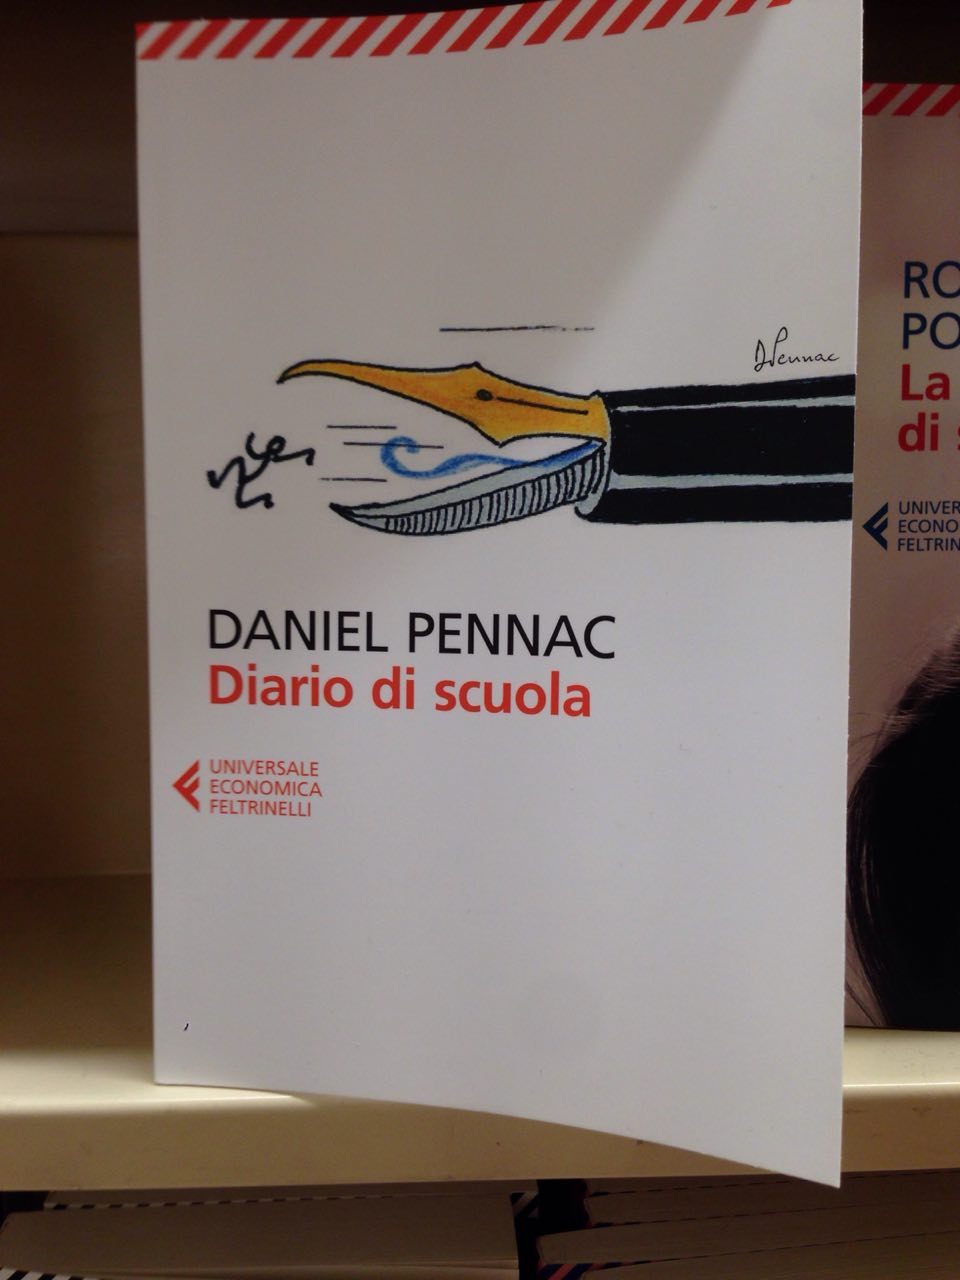 DPennac
DANIEL PENNAC
Diario di scuola
UNIVERSALE
ECONOMICA
FELTRINELLI
RO
PO
La
di s
UNIVER
ECONO
FELTRIN